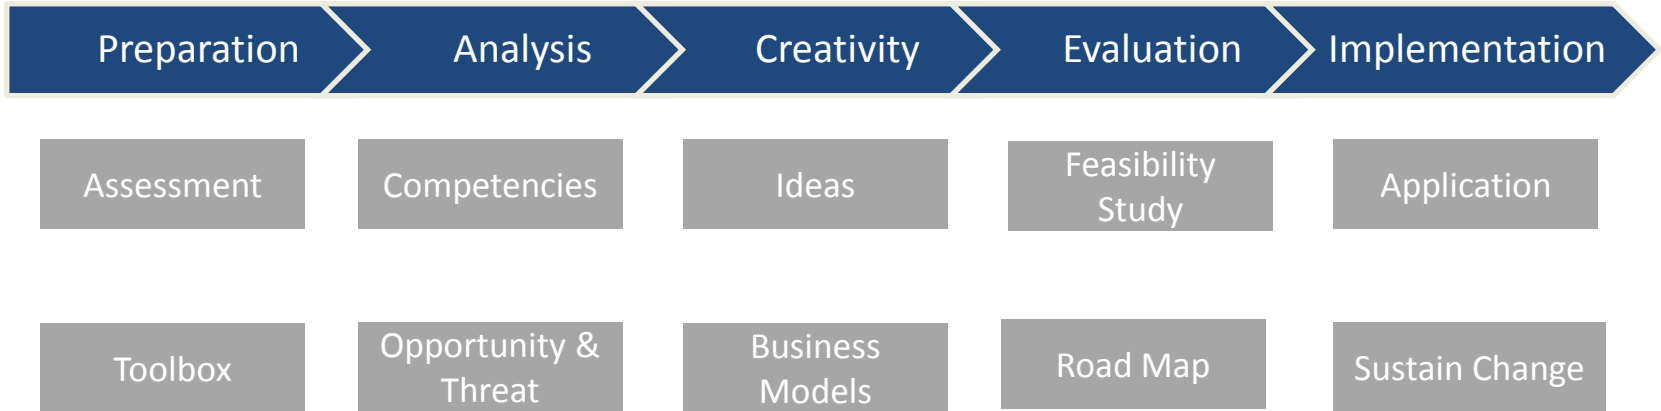 Preparation
Analysis
Creativity
Evaluation
Implementation
Assessment
Competencies
Ideas
Feasibility
Study
Application
Toolbox
Opportunity &
Threat
Business
Models
Road Map
Sustain Change